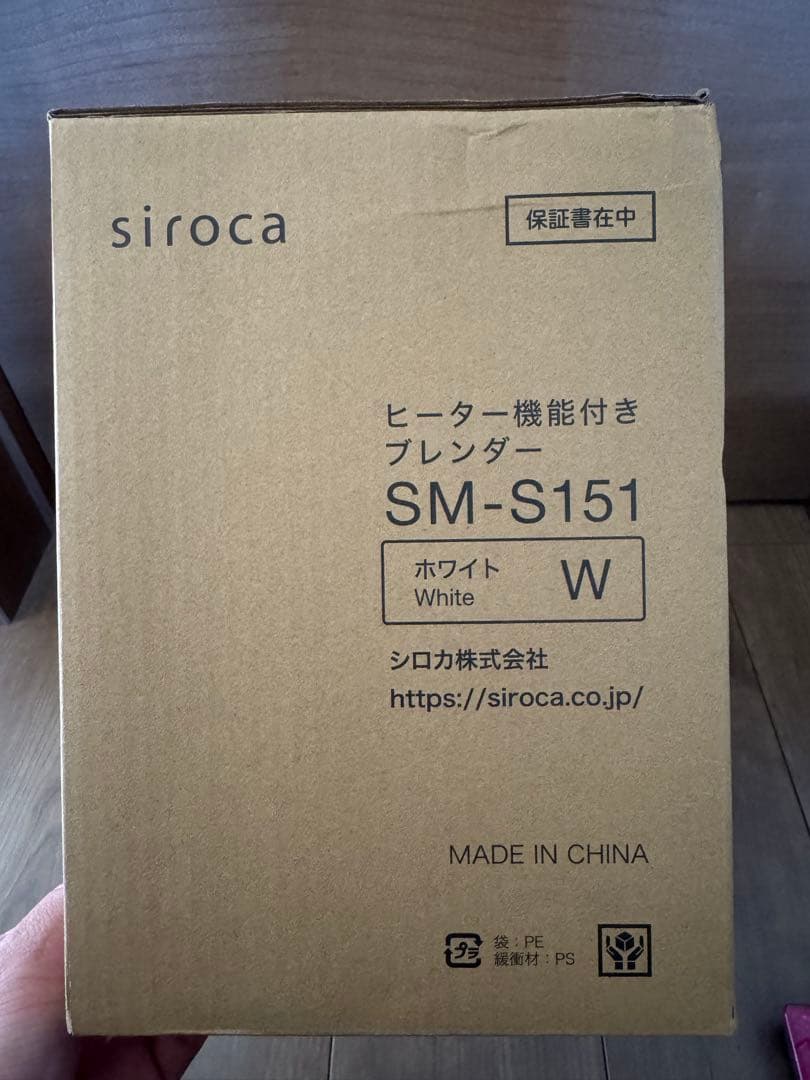 siroca
保証書在中
ヒーター機能付き
ブレンダー
SM-S151
ホワイト
White
W
シロカ株式会社
https://siroca.co.jp/
MADE IN CHINA
プラ
袋：PE
緩衝材：PS